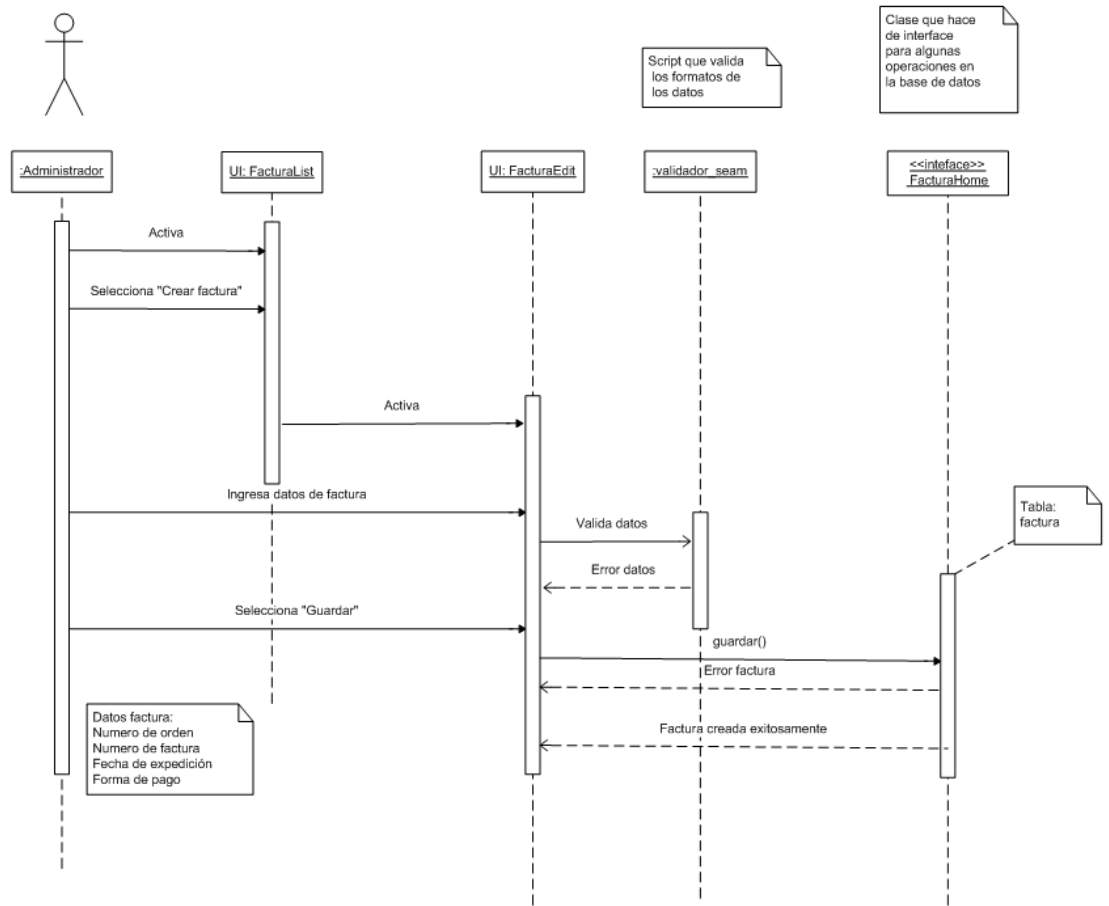 Clase que hace
de interface
para algunas
operaciones en
la base de datos
Script que valida
los formatos de
los datos
:Administrador
UI: FacturaList
UI: FacturaEdit
:validador_seam
<<inteface>>
FacturaHome
Activa
Selecciona "Crear factura"
Activa
Ingresa datos de factura
Tabla:
factura
Valida datos
Error datos
Selecciona "Guardar"
guardar()
Error factura
Datos factura:
Numero de orden
Numero de factura
Fecha de expedición
Forma de pago
Factura creada exitosamente